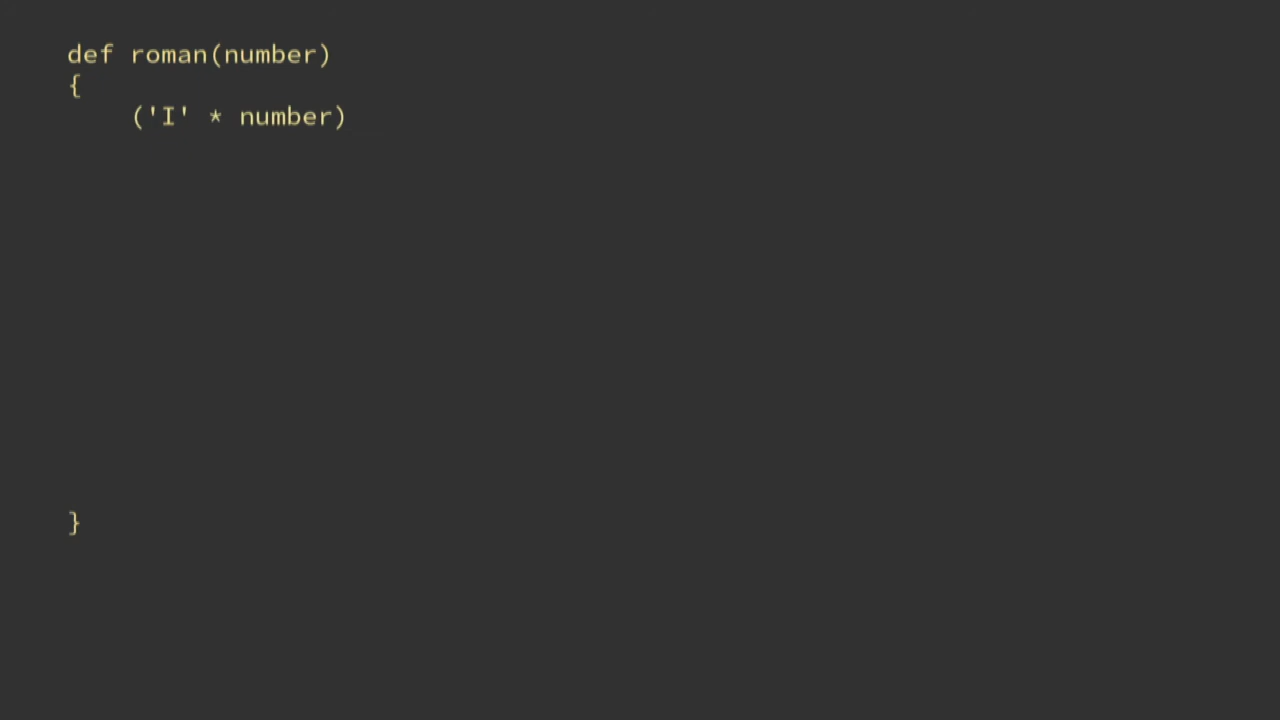 def roman(number)
{
    ('I' * number)
}